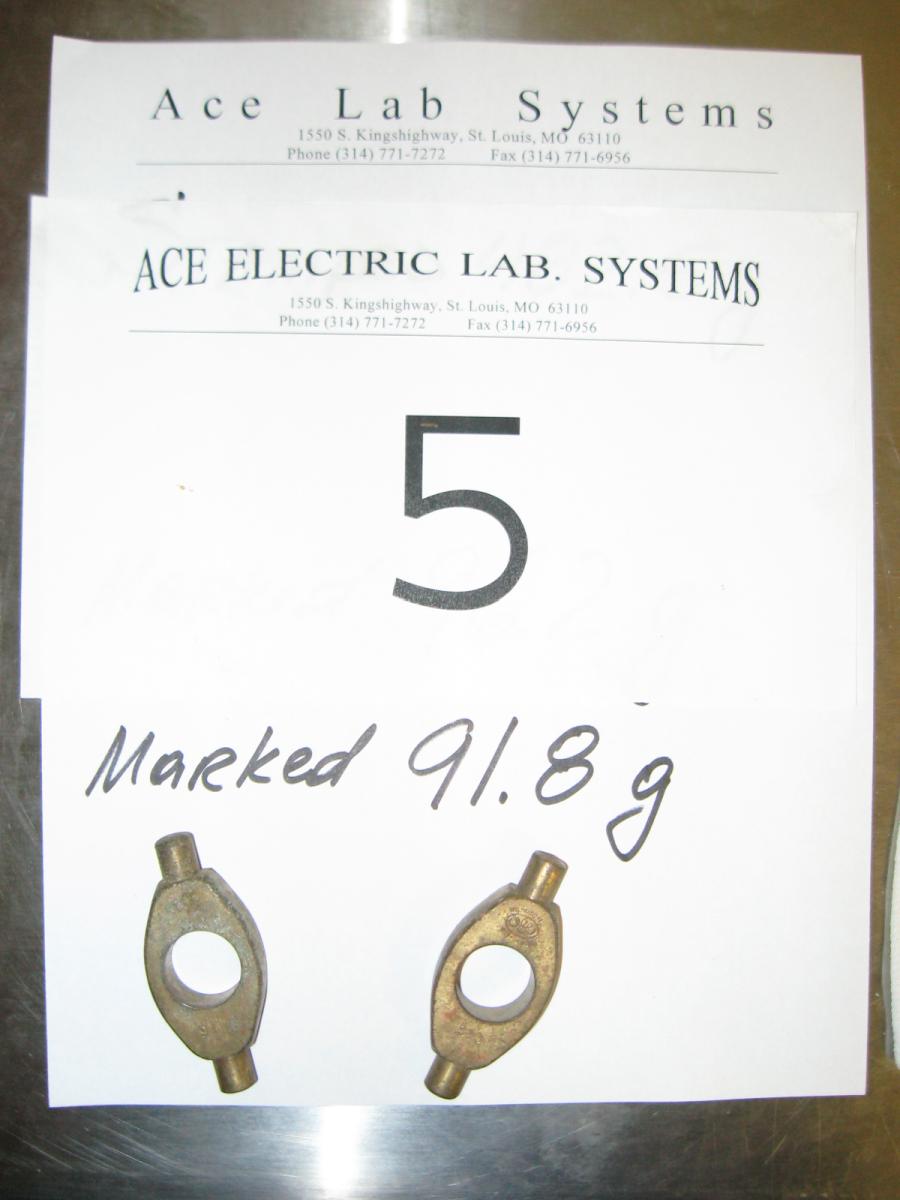 Ace Lab Systems
1550 S. Kingshighway, St. Louis, MO 63110
Phone (314) 771-7272 Fax (314) 771-6956
ACE ELECTRIC LAB. SYSTEMS
1550 S. Kingshighway, St. Louis, MO 63110
Phone (314) 771-7272 Fax (314) 771-6956
5
Marked 91.8 g